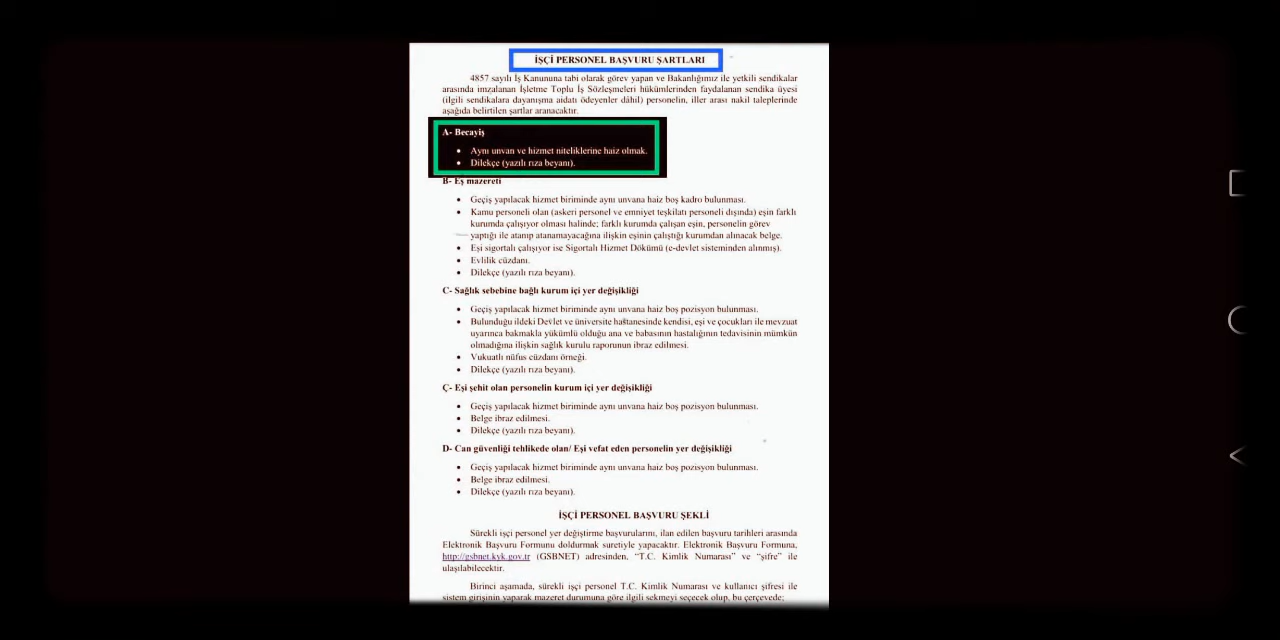 İŞÇİ PERSONEL BAŞVURU ŞARTLARI
4857 sayılı İş Kanununa tabi olarak görev yapan ve Bakanlığımız ile yetkili sendikalar
arasında imzalanan İşletme Toplu İş Sözleşmeleri hükümlerinden faydalanan sendika üyesi
(ilgili sendikalara dayanışma aidatı ödeyenler dâhil) personelin, iller arası nakil taleplerinde
aşağıda belirtilen şartlar aranacaktır.
A- Becayiş
• Aynı unvan ve hizmet niteliklerine haiz olmak.
• Dilekçe (yazılı rıza beyanı).
B- Eş mazereti
• Geçiş yapılacak hizmet biriminde aynı unvana haiz boş kadro bulunması.
• Kamu personeli olan (askeri personel ve emniyet teşkilatı personeli dışında) eşin farklı
kurumda çalışıyor olması halinde; farklı kurumda çalışan eşin, personelin görev
yaptığı ile atanıp atanamayacağına ilişkin eşinin çalıştığı kurumdan alınacak belge.
• Eşi sigortalı çalışıyor ise Sigortalı Hizmet Dökümü (e-devlet sisteminden alınmış).
• Evlilik cüzdanı.
• Dilekçe (yazılı rıza beyanı).
C- Sağlık sebebine bağlı kurum içi yer değişikliği
• Geçiş yapılacak hizmet biriminde aynı unvana haiz boş pozisyon bulunması.
• Bulunduğu ildeki Devlet ve üniversite hastanesinde kendisi, eşi ve çocukları ile mevzuat
uyarınca bakmakla yükümlü olduğu ana ve babasının hastalığının tedavisinin mümkün
olmadığına ilişkin sağlık kurulu raporunun ibraz edilmesi.
• Vukuatlı nüfus cüzdanı örneği.
• Dilekçe (yazılı rıza beyanı).
Ç- Eşi şehit olan personelin kurum içi yer değişikliği
• Geçiş yapılacak hizmet biriminde aynı unvana haiz boş pozisyon bulunması.
• Belge ibraz edilmesi.
• Dilekçe (yazılı rıza beyanı).
D- Can güvenliği tehlikede olan/ Eşi vefat eden personelin yer değişikliği
• Geçiş yapılacak hizmet biriminde aynı unvana haiz boş pozisyon bulunması.
• Belge ibraz edilmesi.
• Dilekçe (yazılı rıza beyanı).
İŞÇİ PERSONEL BAŞVURU ŞEKLİ
Sürekli işçi personel yer değiştirme başvurularını, ilan edilen başvuru tarihleri arasında
Elektronik Başvuru Formunu doldurmak suretiyle yapacaktır. Elektronik Başvuru Formuna,
http://gsbnet.kyk.gov.tr (GSBNET) adresinden, “T.C. Kimlik Numarası” ve “şifre” ile
ulaşılabilecektir.
Birinci aşamada, sürekli işçi personel T.C. Kimlik Numarası ve kullanıcı şifresi ile
sistem girişinin yaparak mazeret durumuna göre ilgili sekmeyi seçecek olup, bu çerçevede;